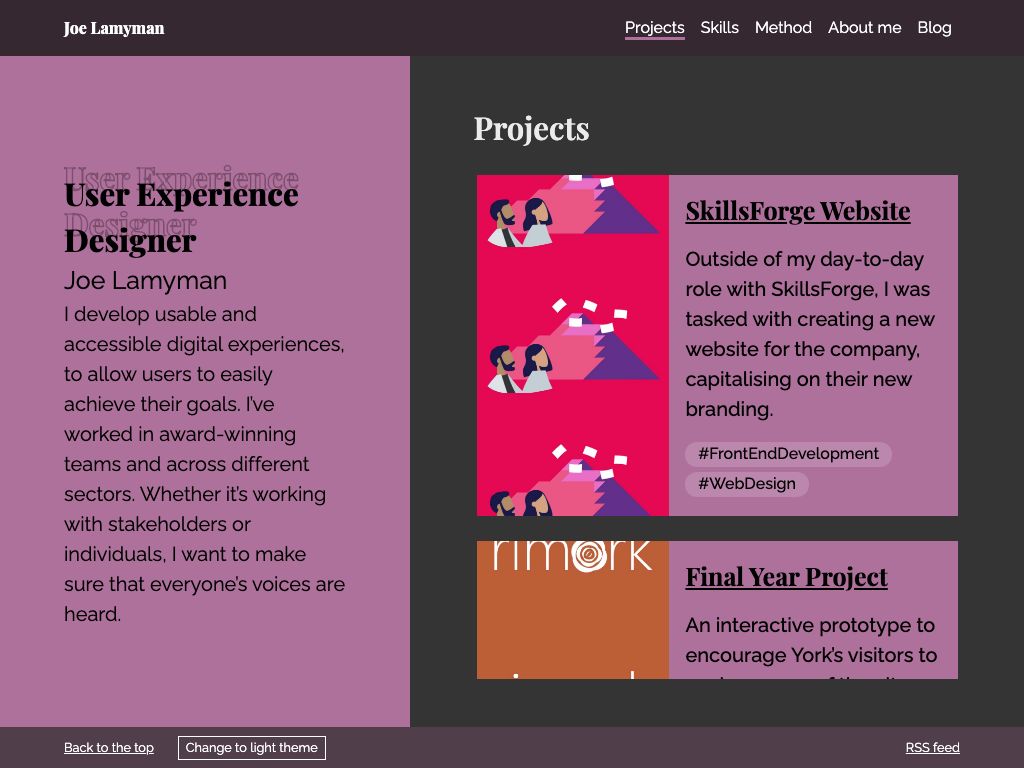 Joe Lamyman
Projects Skills Method About me Blog
User Experience
Designer
User Experience
Designer
Joe Lamyman
I develop usable and
accessible digital experiences,
to allow users to easily
achieve their goals. I've
worked in award-winning
teams and across different
sectors. Whether it's working
with stakeholders or
individuals, I want to make
sure that everyone's voices are
heard.
Projects
SkillsForge Website
Outside of my day-to-day
role with SkillsForge, I was
tasked with creating a new
website for the company,
capitalising on their new
branding.
#FrontEndDevelopment
#WebDesign
Final Year Project
An interactive prototype to
encourage York's visitors to
Back to the top
Change to light theme
RSS feed